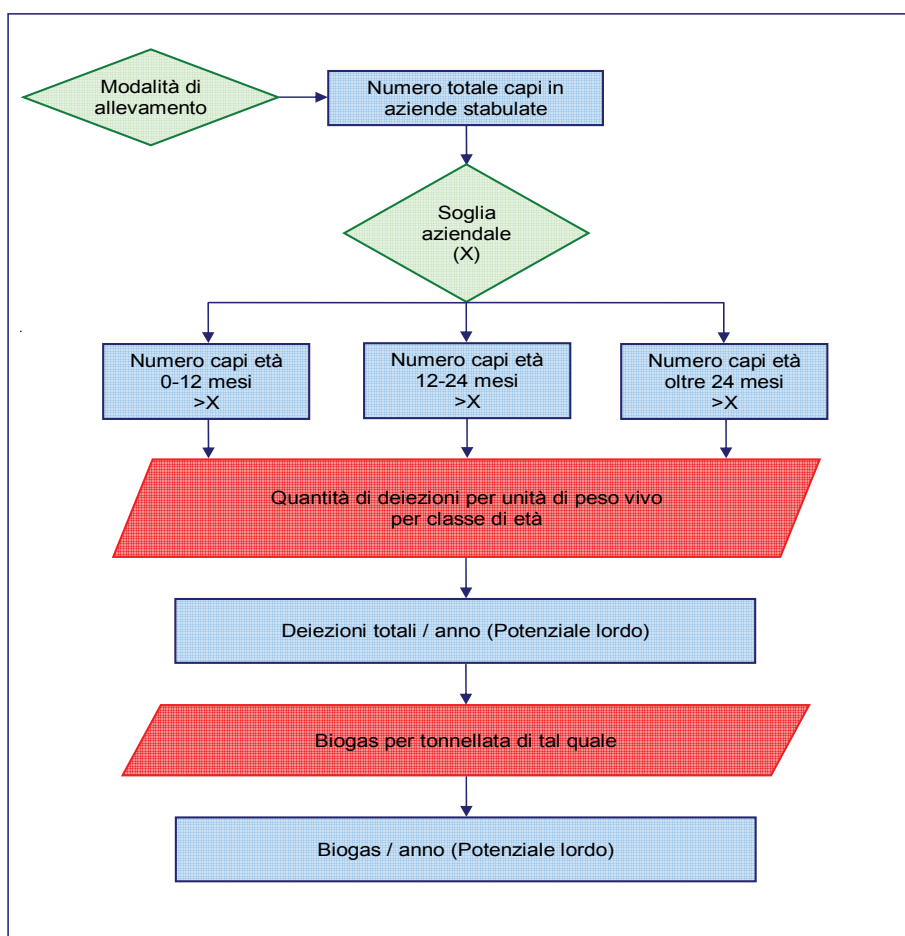 Modalità di
allevamento
Numero totale capi in
aziende stabulate
Soglia
aziendale
(X)
Numero capi età
0-12 mesi
>X
Numero capi età
12-24 mesi
>X
Numero capi età
oltre 24 mesi
>X
Quantità di deiezioni per unità di peso vivo
per classe di età
Deiezioni totali / anno (Potenziale lordo)
Biogas per tonnellata di tal quale
Biogas / anno (Potenziale lordo)